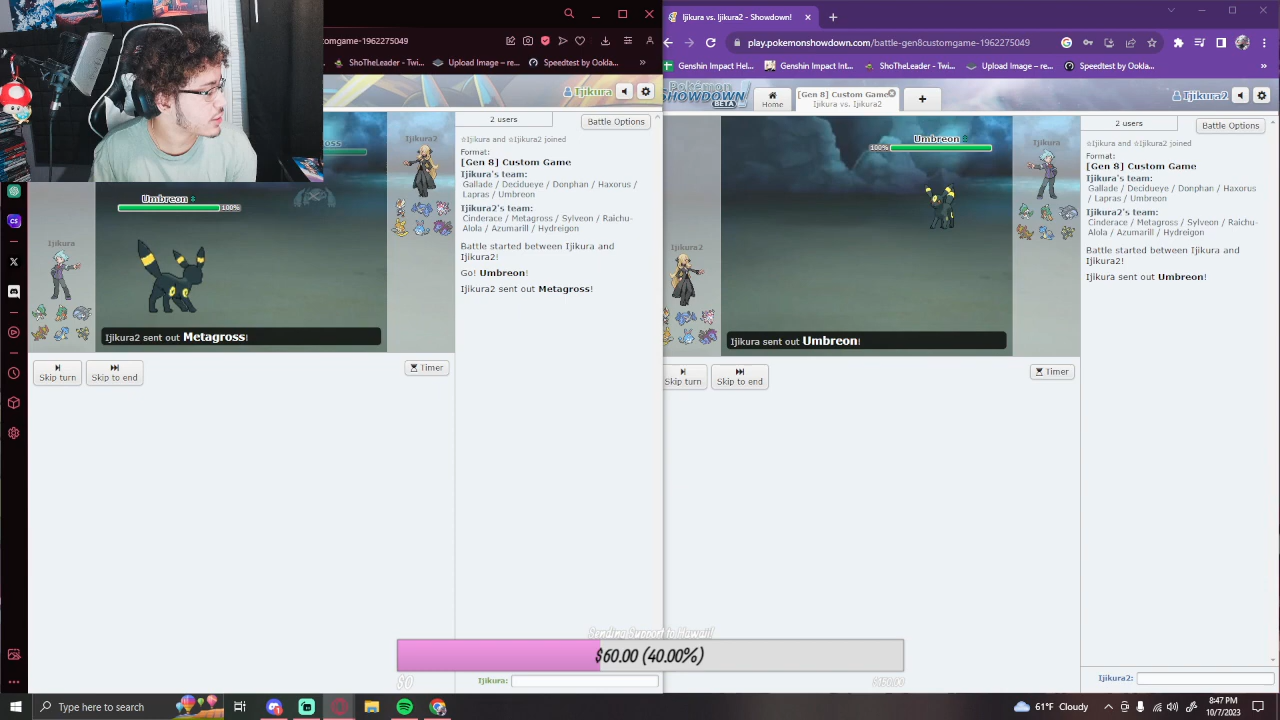 customgame-1962275049
ShoTheLeader - Twi...
Upload Image – re...
Speedtest by Ookla...
»
Ijikura
Ijikura2
Umbreon
100%
Ijikura
Ijikura2 sent out Metagross!
Skip turn
Skip to end
Timer
2 users
Battle Options
☆Ijikura and ☆Ijikura2 joined
Format:
[Gen 8] Custom Game
Ijikura's team:
Gallade / Decidueye / Donphan / Haxorus /
Lapras / Umbreon
Ijikura2's team:
Cinderace / Metagross / Sylveon / Raichu-
Alola / Azumarill / Hydreigon
Battle started between Ijikura and
Ijikura2!
Go! Umbreon!
Ijikura2 sent out Metagross!
Ijikura:
Ijikura vs. Ijikura2 - Showdown!
play.pokemonshowdown.com/battle-gen8customgame-1962275049
Genshin Impact Hel...
Genshin Impact Inte...
ShoTheLeader - Twi...
Upload Image – re...
Speedtest by Ookla...
»
Pokémon
SHOWDOWN
BETA
Home
[Gen 8] Custom Game
Ijikura vs. Ijikura2
+
Ijikura2
Umbreon
100%
Ijikura
Ijikura2
Ijikura sent out Umbreon!
Skip turn
Skip to end
Timer
2 users
Battle Options
☆Ijikura and ☆Ijikura2 joined
Format:
[Gen 8] Custom Game
Ijikura's team:
Gallade / Decidueye / Donphan / Haxorus
/ Lapras / Umbreon
Ijikura2's team:
Cinderace / Metagross / Sylveon / Raichu-
Alola / Azumarill / Hydreigon
Battle started between Ijikura and
Ijikura2!
Ijikura sent out Umbreon!
Ijikura2:
Sending Support to Hawaii!
$60.00 (40.00%)
$0
$150.00
Type here to search
61°F Cloudy
8:47 PM
10/7/2023